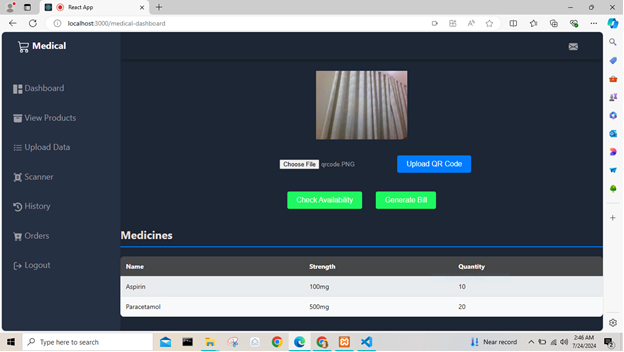 React App
localhost:3000/medical-dashboard
Medical
Dashboard
View Products
Upload Data
Scanner
History
Orders
Logout
Choose File qrcode.PNG
Upload QR Code
Check Availability
Generate Bill
Medicines
Name Strength Quantity
Aspirin 100mg 10
Paracetamol 500mg 20
Type here to search
Near record
2:46 AM
7/24/2024